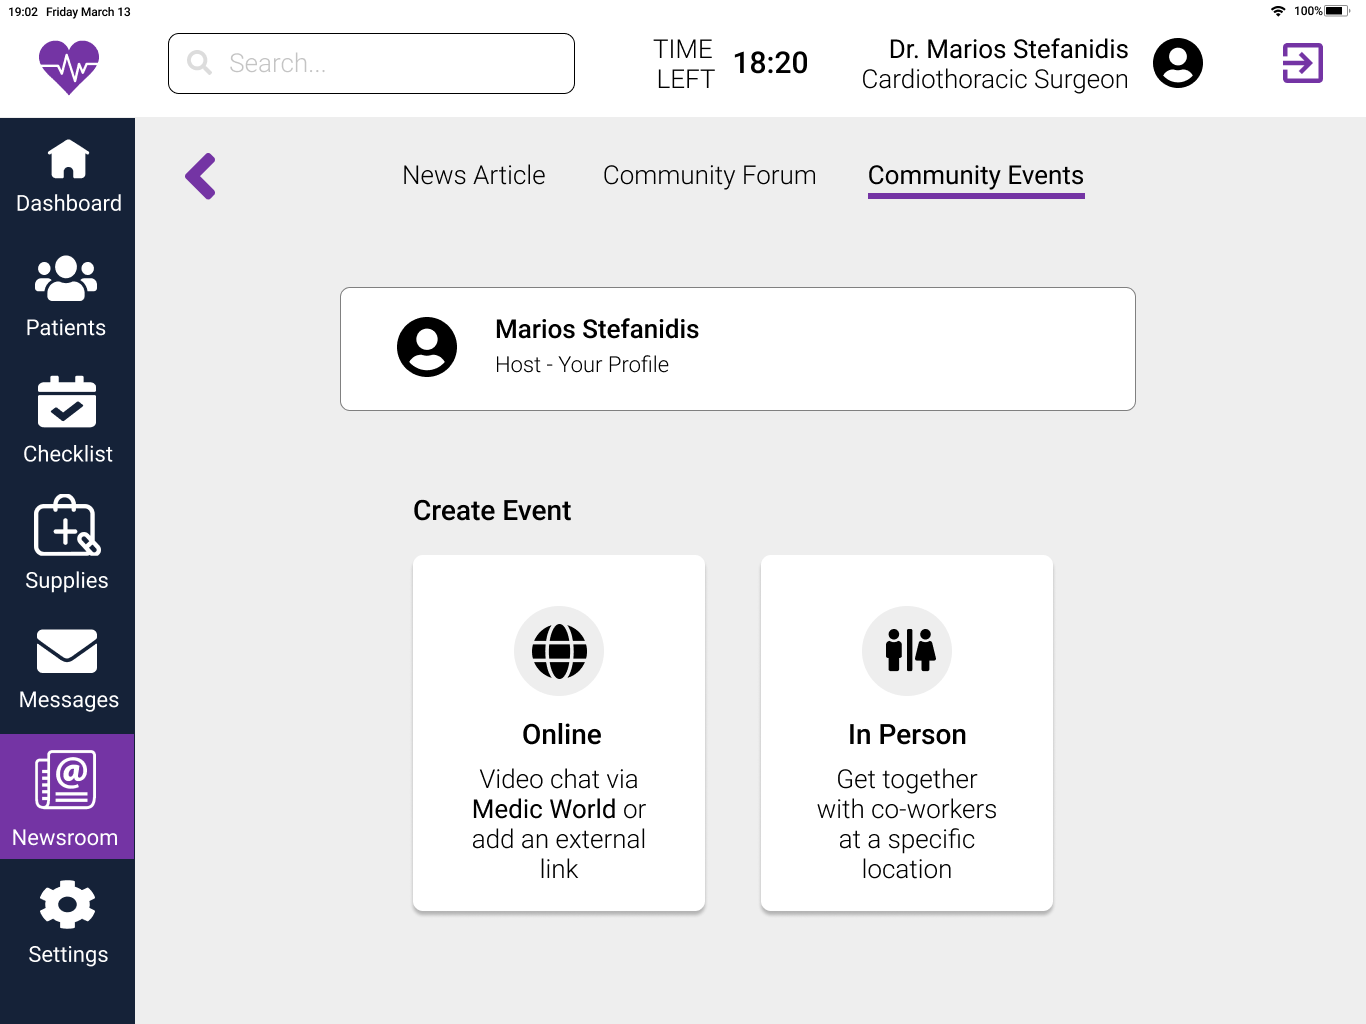 19:02 Friday March 13
100%
Search...
TIME
LEFT
18:20
Dr. Marios Stefanidis
Cardiothoracic Surgeon
Dashboard
Patients
Checklist
Supplies
Messages
@
Newsroom
Settings
News Article
Community Forum
Community Events
Marios Stefanidis
Host - Your Profile
Create Event
Online
Video chat via
Medic World or
add an external
link
In Person
Get together
with co-workers
at a specific
location